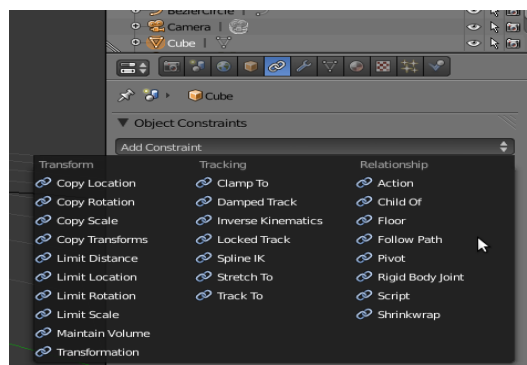 BezierCircle |
Camera |
Cube |
Cube
Object Constraints
Add Constraint
Transform Tracking Relationship
Copy Location Clamp To Action
Copy Rotation Damped Track Child Of
Copy Scale Inverse Kinematics Floor
Copy Transforms Locked Track Follow Path
Limit Distance Spline IK Pivot
Limit Location Stretch To Rigid Body Joint
Limit Rotation Track To Script
Limit Scale Shrinkwrap
Maintain Volume
Transformation